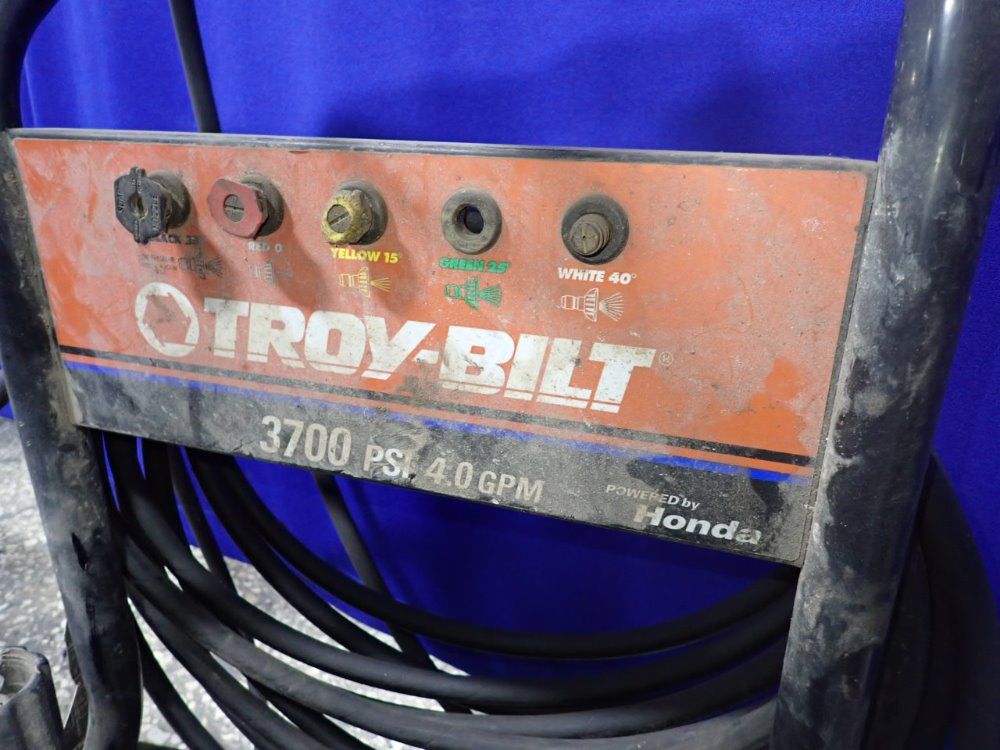 RED 0
YELLOW 15°
GREEN 25°
WHITE 40°
TROY-BILT®
3700 PSI 4.0 GPM
POWERED by
Honda